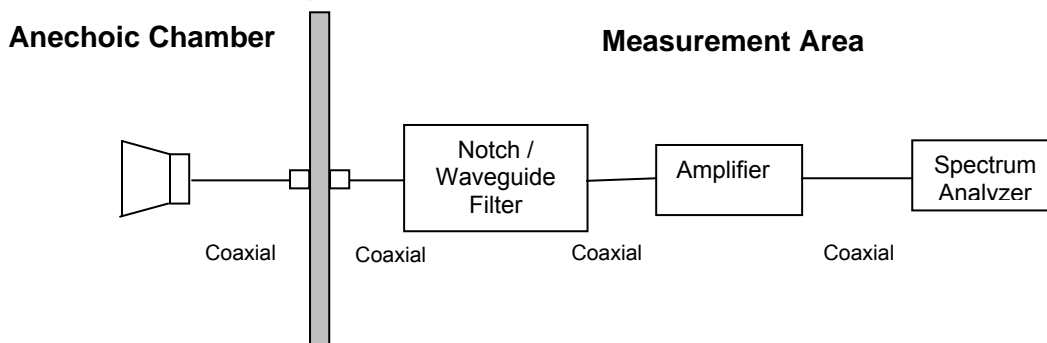 Anechoic Chamber
Measurement Area
Notch /
Waveguide
Filter
Amplifier
Spectrum
Analyzer
Coaxial
Coaxial
Coaxial
Coaxial